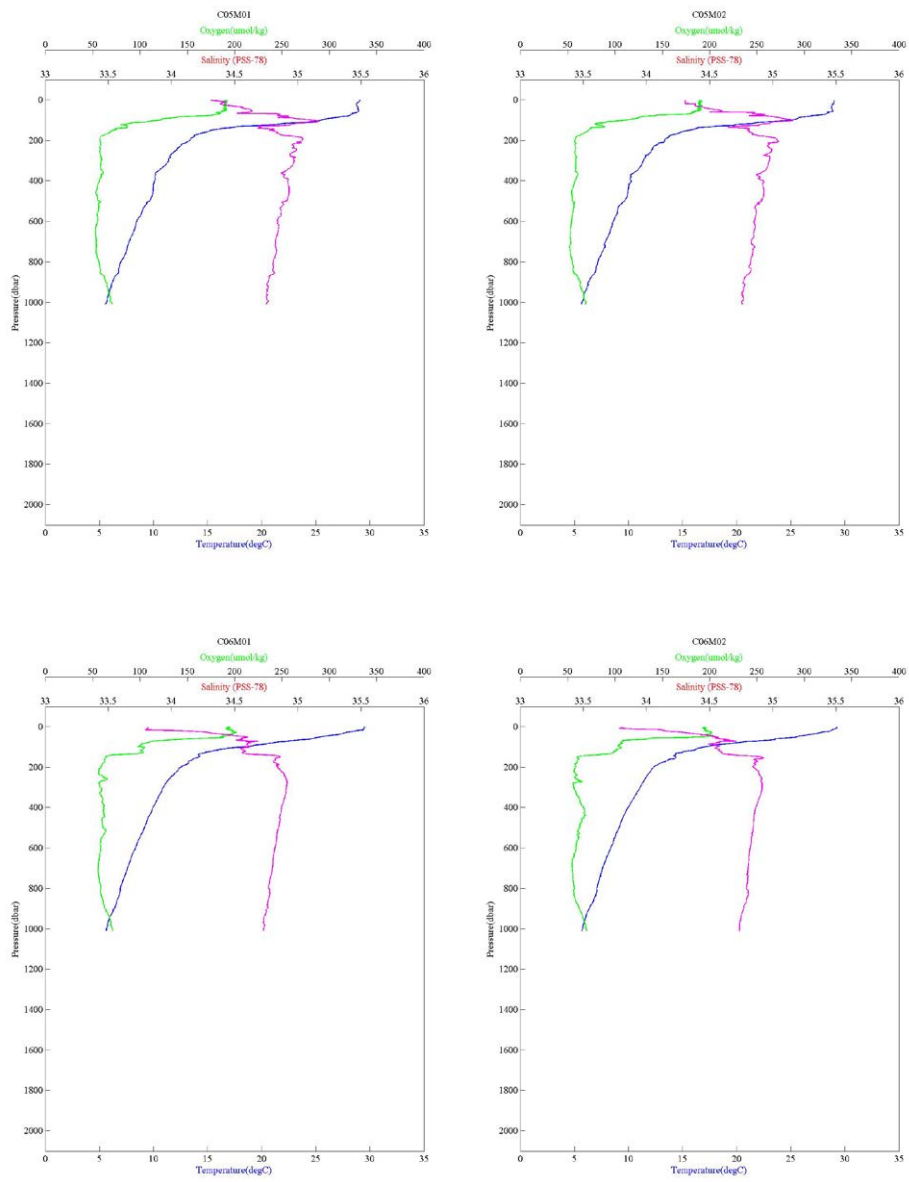 C05M01
Oxygen(umol/kg)
0 50 100 150 200 250 300 350 400
Salinity (PSS-78)
33 33.5 34 34.5 35 35.5 36
0
200
400
600
800
1000
1200
1400
1600
1800
2000
Pressure(dbar)
0 5 10 15 20 25 30 35
Temperature(degC)
C05M02
Oxygen(umol/kg)
0 50 100 150 200 250 300 350 400
Salinity (PSS-78)
33 33.5 34 34.5 35 35.5 36
0
200
400
600
800
1000
1200
1400
1600
1800
2000
Pressure(dbar)
0 5 10 15 20 25 30 35
Temperature(degC)
C06M01
Oxygen(umol/kg)
0 50 100 150 200 250 300 350 400
Salinity (PSS-78)
33 33.5 34 34.5 35 35.5 36
0
200
400
600
800
1000
1200
1400
1600
1800
2000
Pressure(dbar)
0 5 10 15 20 25 30 35
Temperature(degC)
C06M02
Oxygen(umol/kg)
0 50 100 150 200 250 300 350 400
Salinity (PSS-78)
33 33.5 34 34.5 35 35.5 36
0
200
400
600
800
1000
1200
1400
1600
1800
2000
Pressure(dbar)
0 5 10 15 20 25 30 35
Temperature(degC)